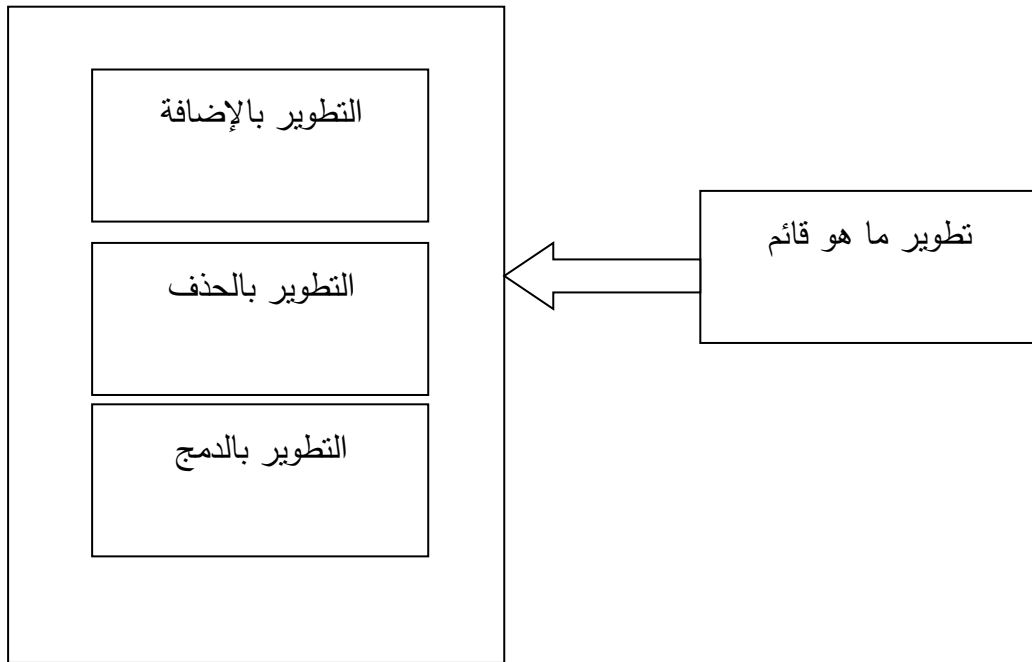 تطوير ما هو قائم
التطوير بالإضافة
التطوير بالحذف
التطوير بالدمج